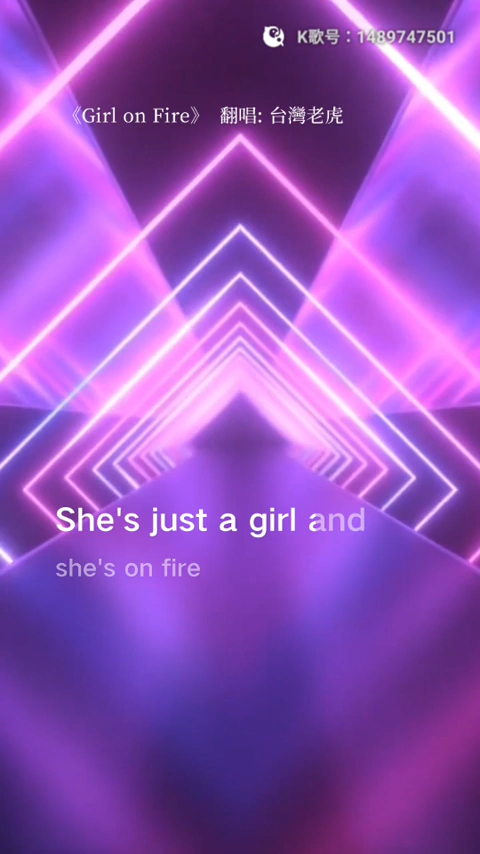 K歌号：1489747501
《Girl on Fire》 翻唱: 台灣老虎
She's just a girl and
she's on fire